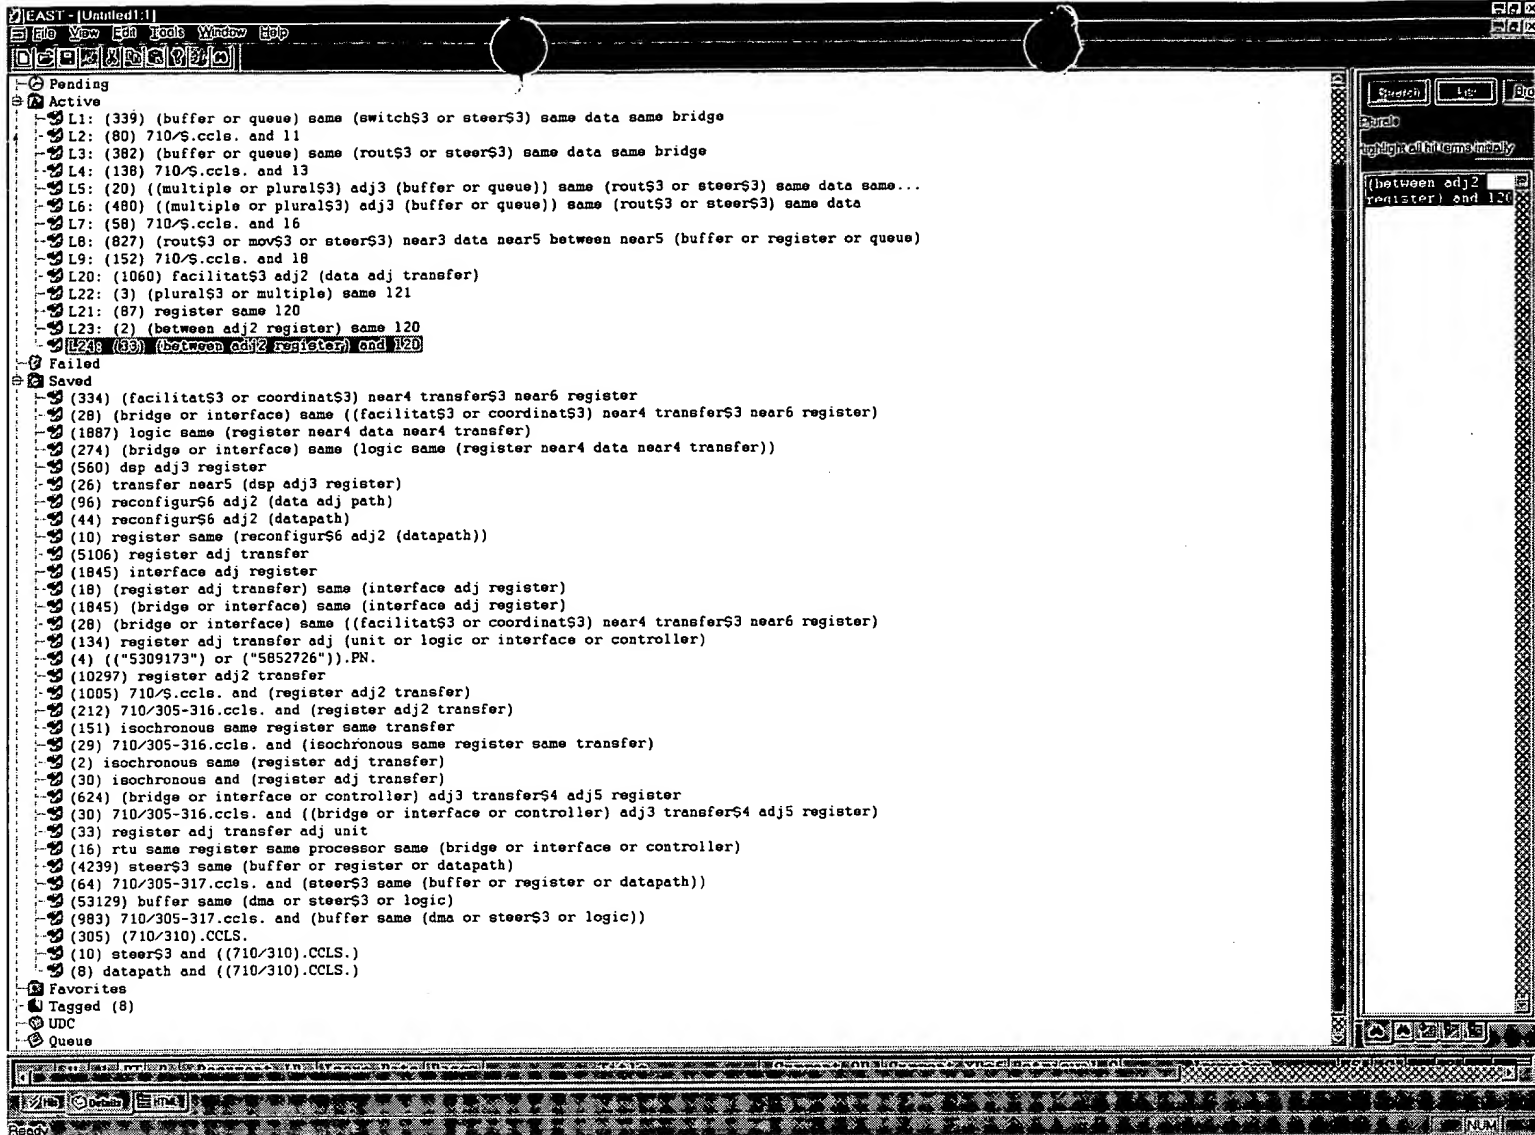 EAST - [Untitled1:1]
File View Edit Tools Window Help
Pending
Active
L1: (339) (buffer or queue) same (switch$3 or steer$3) same data same bridge
L2: (80) 710/$.ccls. and l1
L3: (382) (buffer or queue) same (rout$3 or steer$3) same data same bridge
L4: (138) 710/$.ccls. and l3
L5: (20) ((multiple or plural$3) adj3 (buffer or queue)) same (rout$3 or steer$3) same data same...
L6: (480) ((multiple or plural$3) adj3 (buffer or queue)) same (rout$3 or steer$3) same data
L7: (58) 710/$.ccls. and l6
L8: (827) (rout$3 or mov$3 or steer$3) near3 data near5 between near5 (buffer or register or queue)
L9: (152) 710/$.ccls. and l8
L20: (1060) facilitat$3 adj2 (data adj transfer)
L22: (3) (plural$3 or multiple) same l21
L21: (87) register same l20
L23: (2) (between adj2 register) same l20
L24: (33) (between adj2 register) and l20
Failed
Saved
(334) (facilitat$3 or coordinat$3) near4 transfer$3 near6 register
(28) (bridge or interface) same ((facilitat$3 or coordinat$3) near4 transfer$3 near6 register)
(1887) logic same (register near4 data near4 transfer)
(274) (bridge or interface) same (logic same (register near4 data near4 transfer))
(560) dsp adj3 register
(26) transfer near5 (dsp adj3 register)
(96) reconfigur$6 adj2 (data adj path)
(44) reconfigur$6 adj2 (datapath)
(10) register same (reconfigur$6 adj2 (datapath))
(5106) register adj transfer
(1845) interface adj register
(18) (register adj transfer) same (interface adj register)
(1845) (bridge or interface) same (interface adj register)
(28) (bridge or interface) same ((facilitat$3 or coordinat$3) near4 transfer$3 near6 register)
(134) register adj transfer adj (unit or logic or interface or controller)
(4) (("5309173") or ("5852726")).PN.
(10297) register adj2 transfer
(1005) 710/$.ccls. and (register adj2 transfer)
(212) 710/305-316.ccls. and (register adj2 transfer)
(151) isochronous same register same transfer
(29) 710/305-316.ccls. and (isochronous same register same transfer)
(2) isochronous same (register adj transfer)
(30) isochronous and (register adj transfer)
(624) (bridge or interface or controller) adj3 transfer$4 adj5 register
(30) 710/305-316.ccls. and ((bridge or interface or controller) adj3 transfer$4 adj5 register)
(33) register adj transfer adj unit
(16) rtu same register same processor same (bridge or interface or controller)
(4239) steer$3 same (buffer or register or datapath)
(64) 710/305-317.ccls. and (steer$3 same (buffer or register or datapath))
(53129) buffer same (dma or steer$3 or logic)
(983) 710/305-317.ccls. and (buffer same (dma or steer$3 or logic))
(305) (710/310).CCLS.
(10) steer$3 and ((710/310).CCLS.)
(8) datapath and ((710/310).CCLS.)
Favorites
Tagged (8)
UDC
Queue
Search List
Plurals
highlight all hit terms initially
(between adj2
register) and l20
Hits Details HTML
Ready
NUM